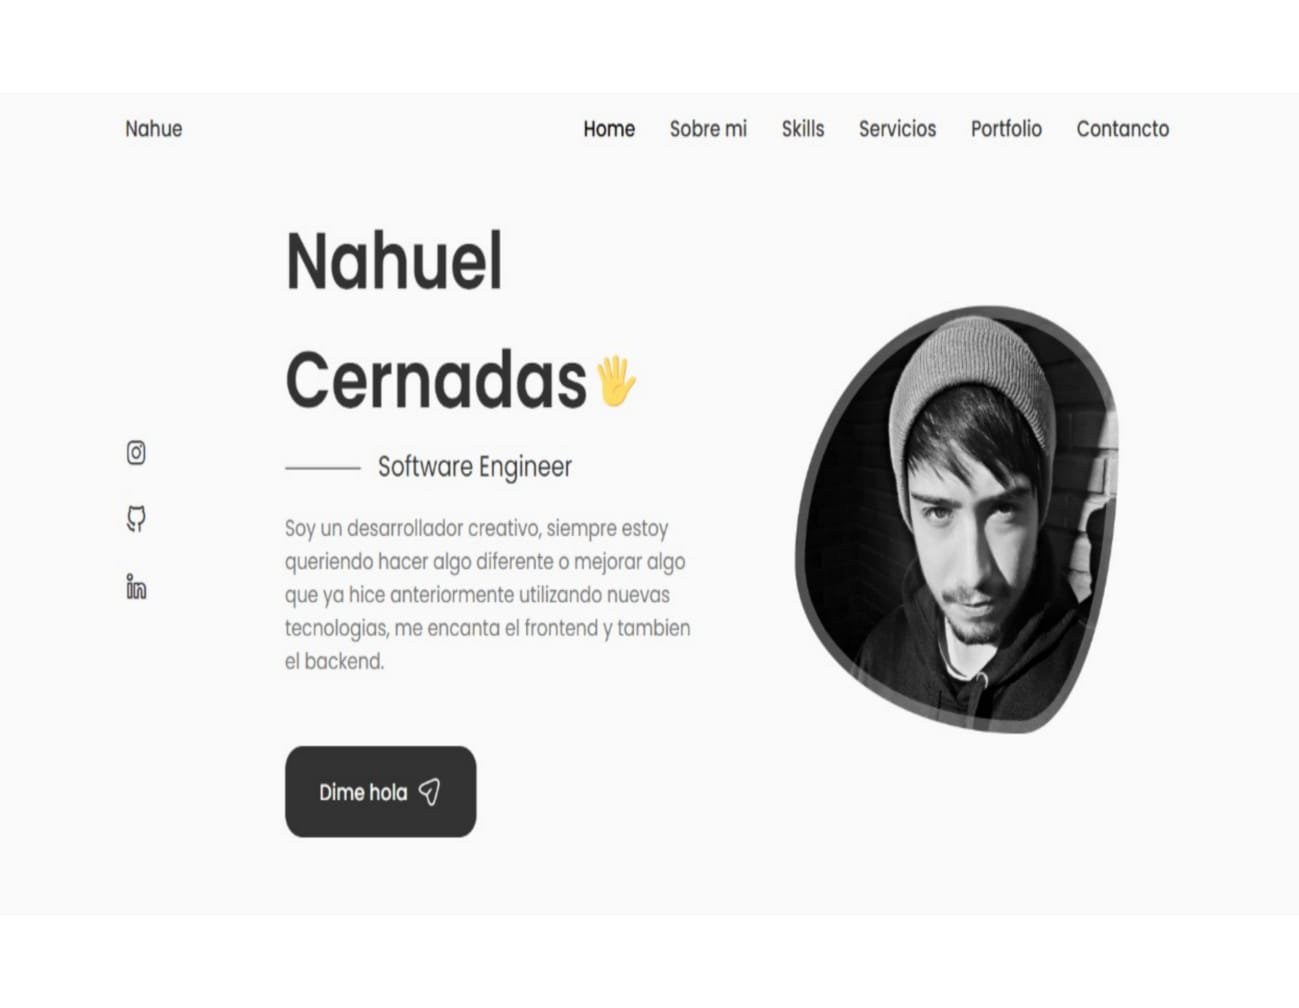 Nahue
Home Sobre mi Skills Servicios Portfolio Contancto
Nahuel
Cernadas
Software Engineer
Soy un desarrollador creativo, siempre estoy
queriendo hacer algo diferente o mejorar algo
que ya hice anteriormente utilizando nuevas
tecnologias, me encanta el frontend y tambien
el backend.
Dime hola